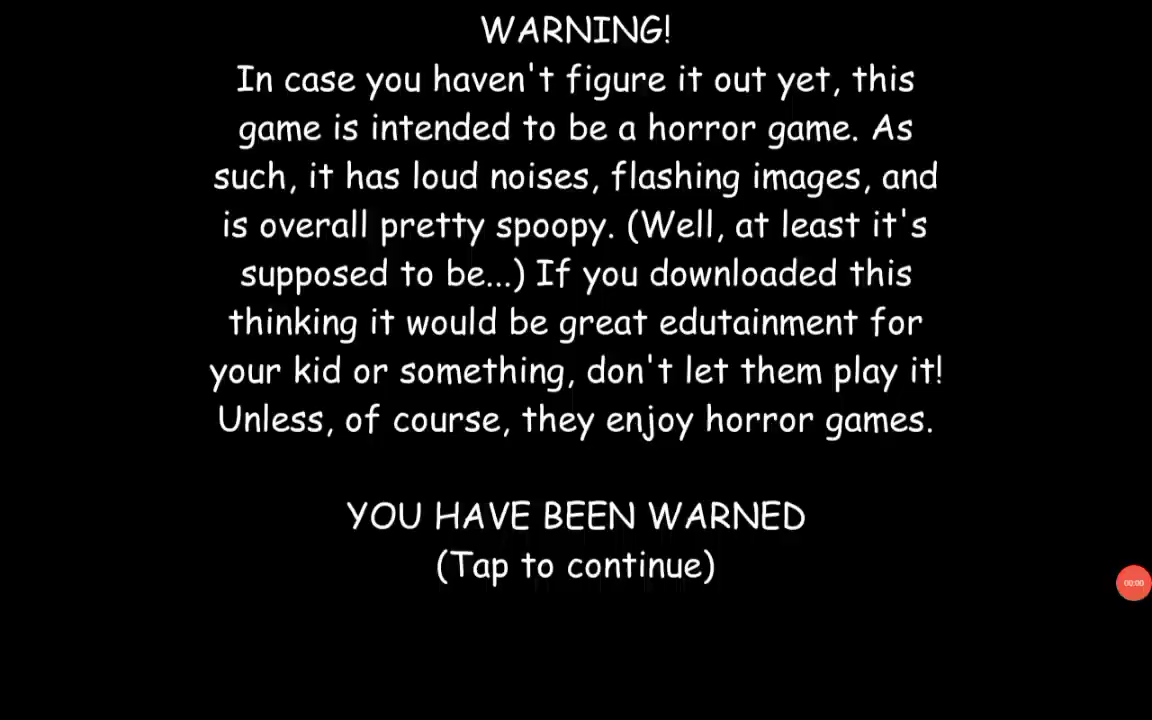 WARNING!
In case you haven't figure it out yet, this
game is intended to be a horror game. As
such, it has loud noises, flashing images, and
is overall pretty spoopy. (Well, at least it's
supposed to be...) If you downloaded this
thinking it would be great edutainment for
your kid or something, don't let them play it!
Unless, of course, they enjoy horror games.
YOU HAVE BEEN WARNED
(Tap to continue)
00:00